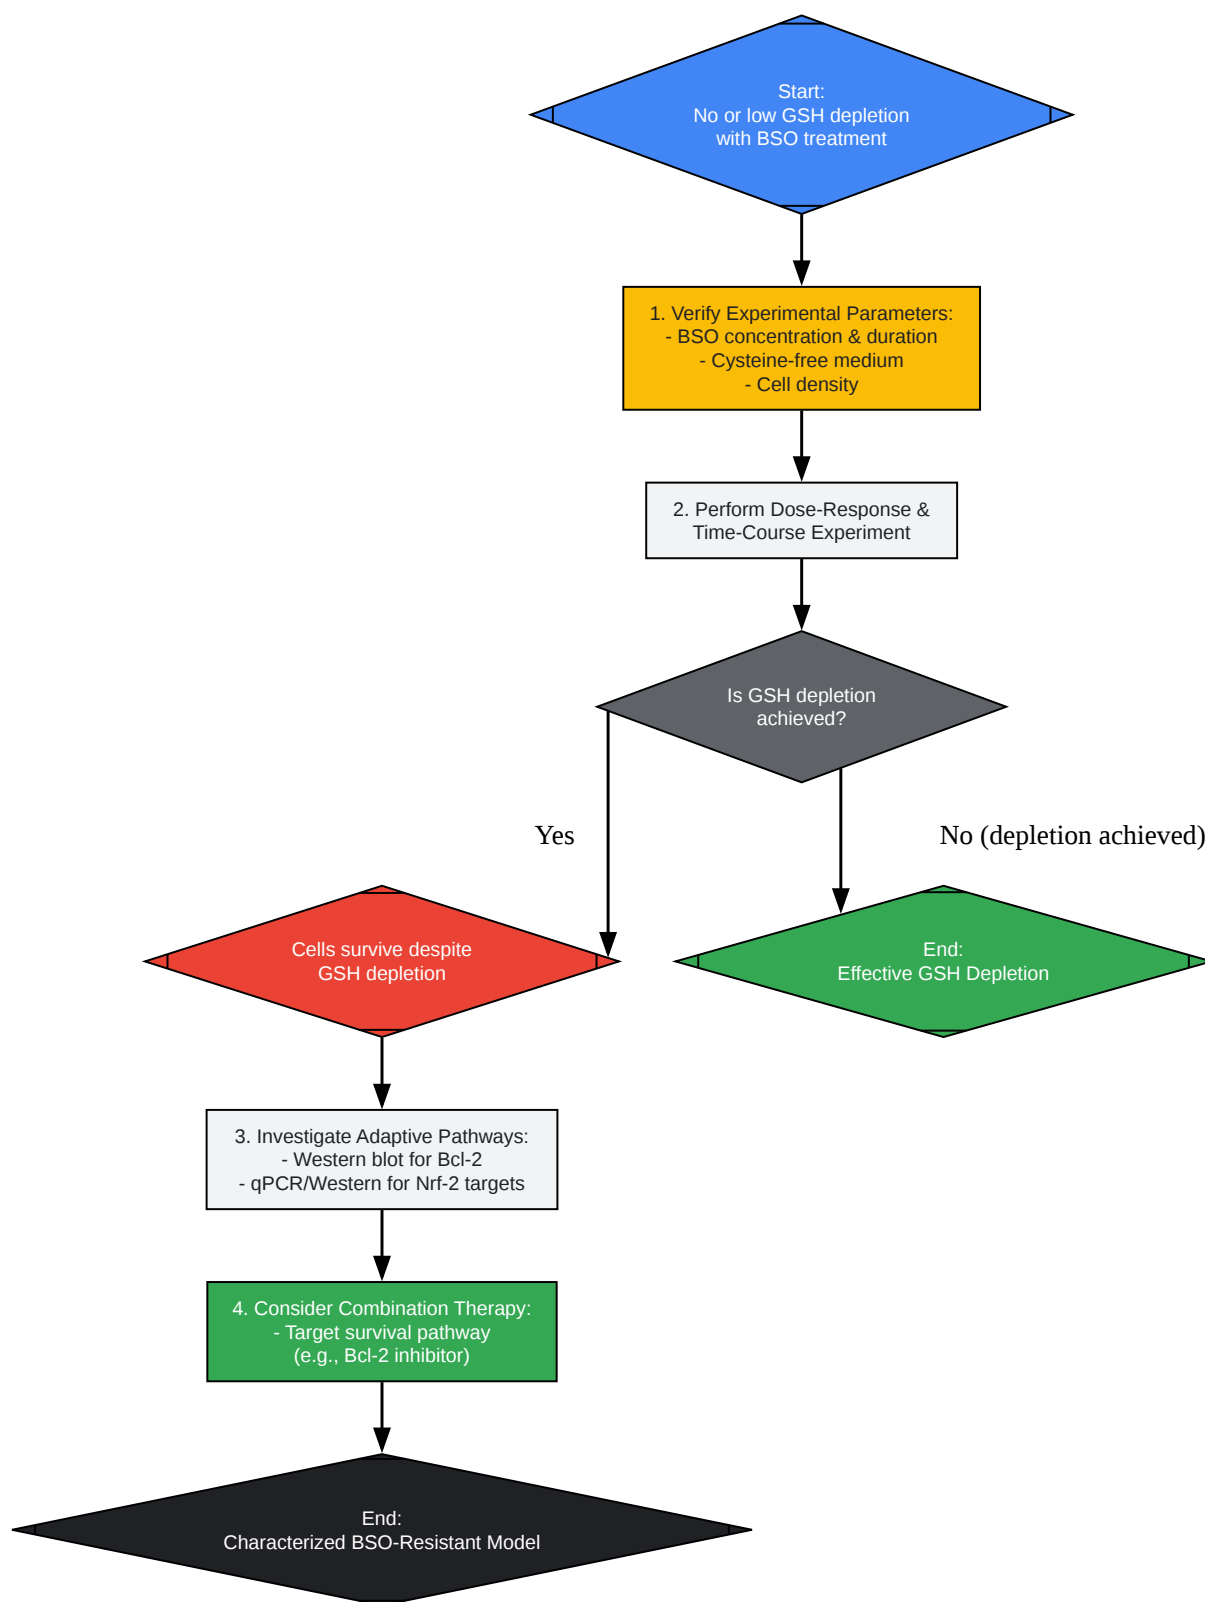 Start:
No or low GSH depletion
with BSO treatment
1. Verify Experimental Parameters:
- BSO concentration & duration
- Cysteine-free medium
- Cell density
2. Perform Dose-Response &
Time-Course Experiment
Is GSH depletion
achieved?
Yes
No (depletion achieved)
Cells survive despite
GSH depletion
End:
Effective GSH Depletion
3. Investigate Adaptive Pathways:
- Western blot for Bcl-2
- qPCR/Western for Nrf-2 targets
4. Consider Combination Therapy:
- Target survival pathway
(e.g., Bcl-2 inhibitor)
End:
Characterized BSO-Resistant Model